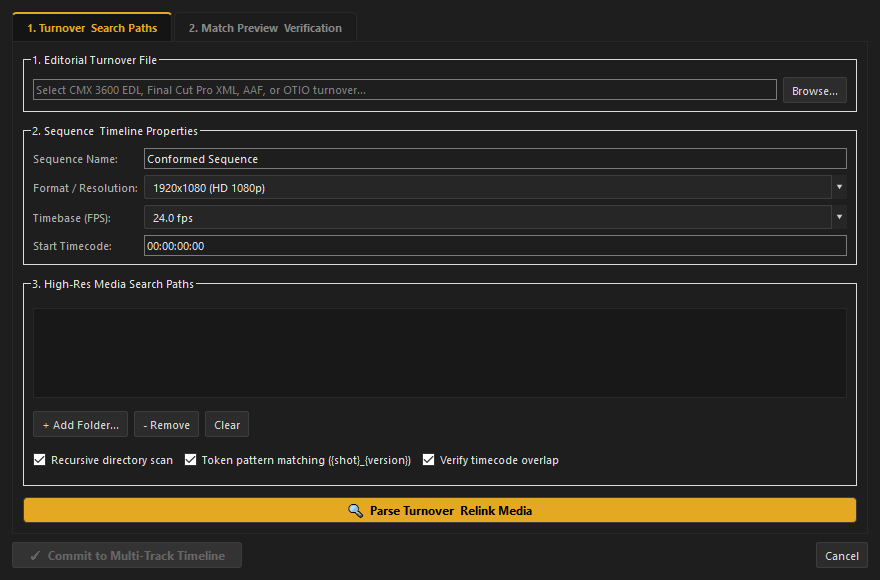 1. Turnover  Search Paths
2. Match Preview  Verification
1. Editorial Turnover File
Select CMX 3600 EDL, Final Cut Pro XML, AAF, or OTIO turnover...
Browse...
2. Sequence  Timeline Properties
Sequence Name:
Conformed Sequence
Format / Resolution:
1920x1080 (HD 1080p)
Timebase (FPS):
24.0 fps
Start Timecode:
00:00:00:00
3. High-Res Media Search Paths
+ Add Folder...
- Remove
Clear
Recursive directory scan
Token pattern matching ({shot}_{version})
Verify timecode overlap
Parse Turnover  Relink Media
✓ Commit to Multi-Track Timeline
Cancel